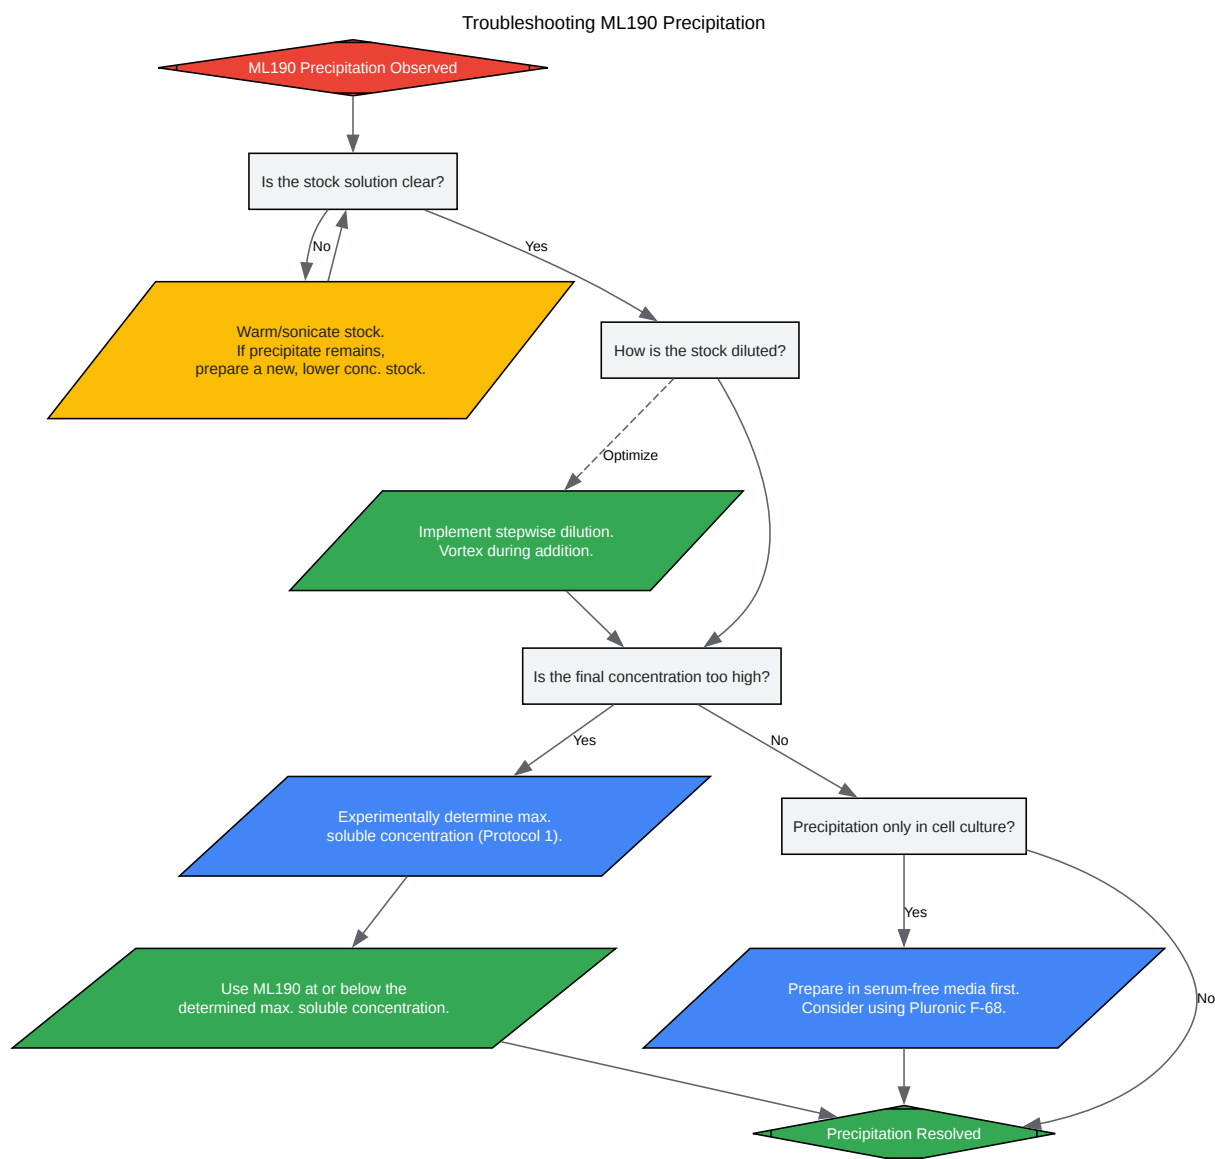 Troubleshooting ML190 Precipitation
ML190 Precipitation Observed
Is the stock solution clear?
No
Yes
Warm/sonicate stock.
If precipitate remains,
prepare a new, lower conc. stock.
How is the stock diluted?
Optimize
Implement stepwise dilution.
Vortex during addition.
Is the final concentration too high?
Yes
No
Experimentally determine max.
soluble concentration (Protocol 1).
Precipitation only in cell culture?
Yes
No
Use ML190 at or below the
determined max. soluble concentration.
Prepare in serum-free media first.
Consider using Pluronic F-68.
Precipitation Resolved